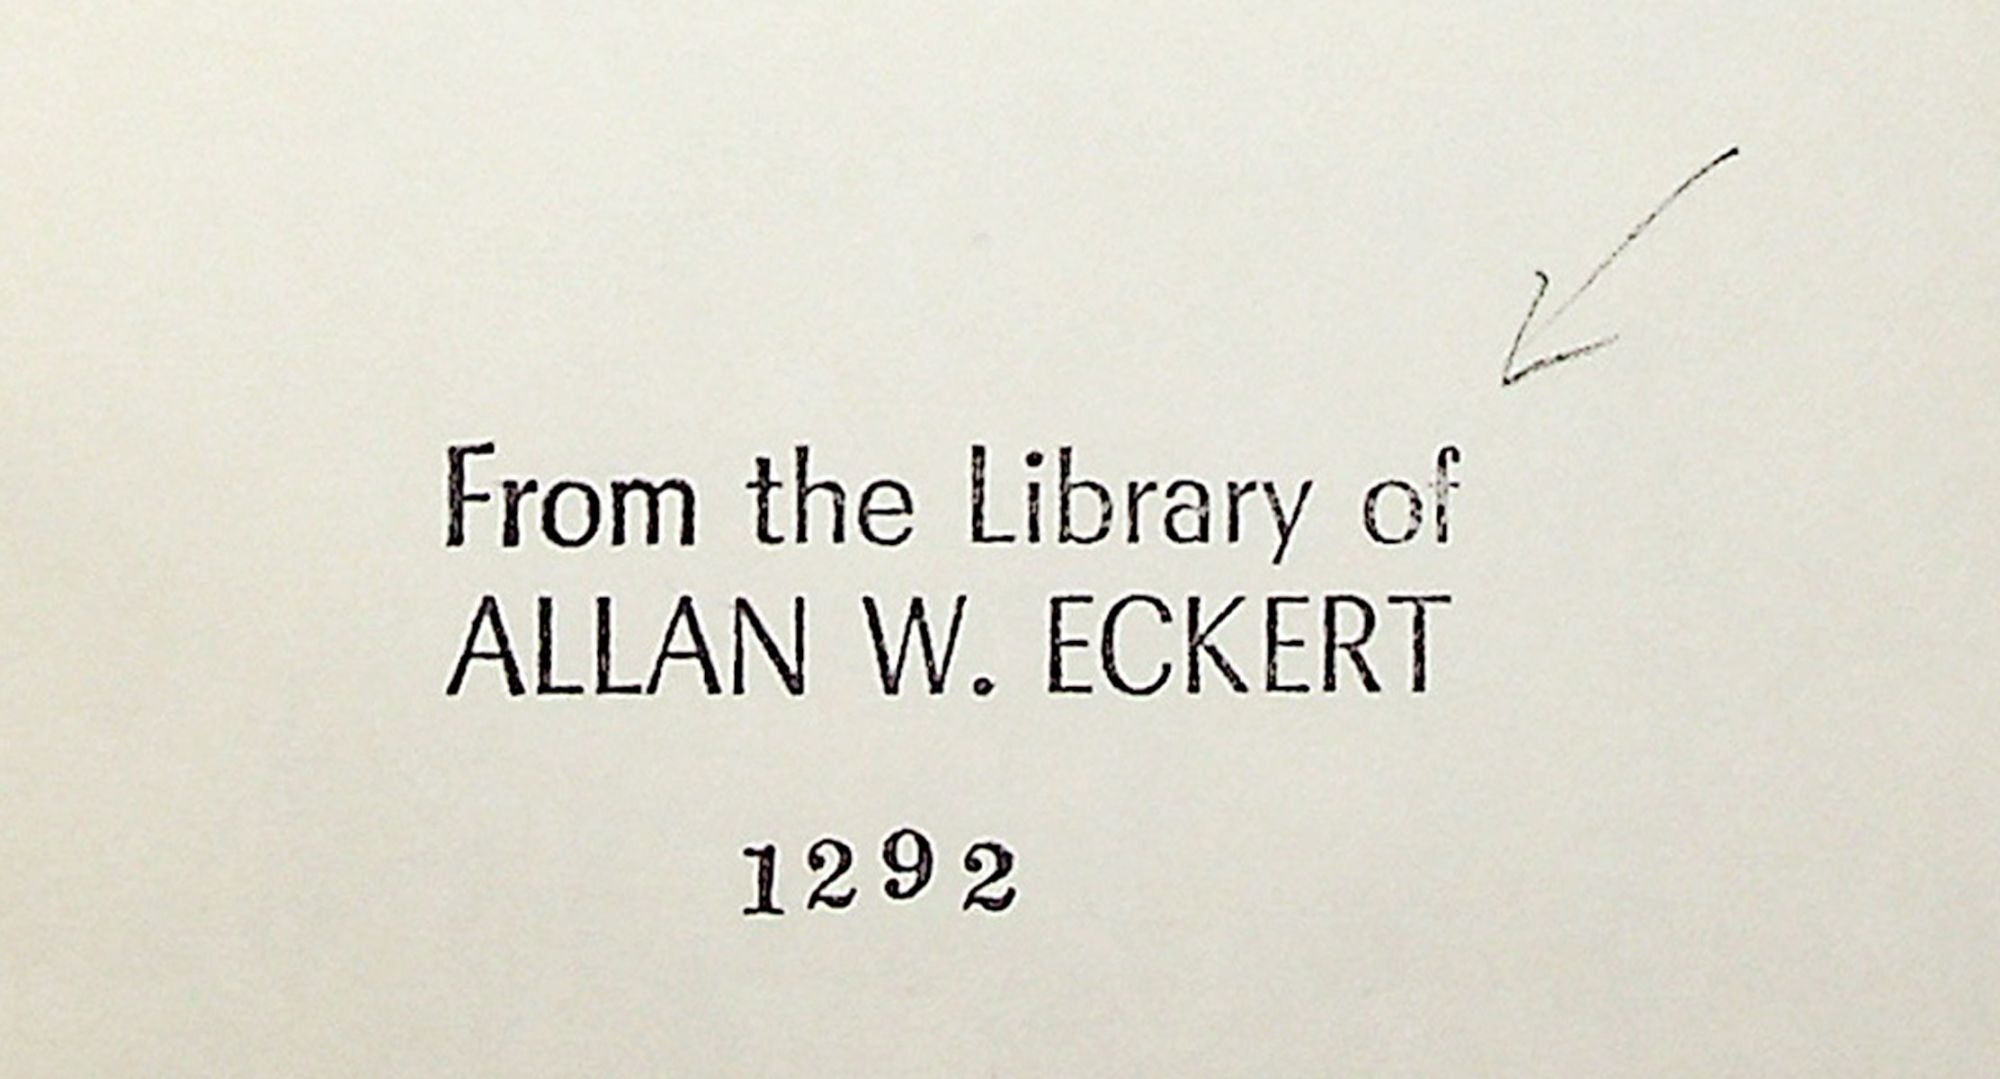 From the Library of
ALLAN W. ECKERT
1292